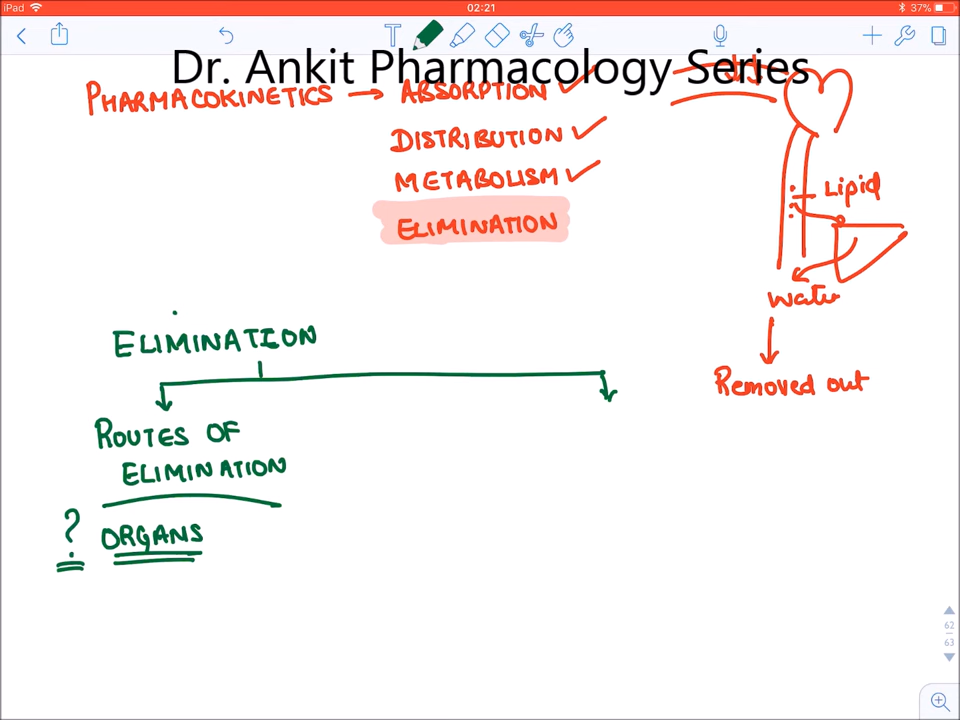 iPad 02:21 37%
T
Dr. Ankit Pharmacology Series
PHARMACOKINETICS → ABSORPTION ✓
DISTRIBUTION ✓
METABOLISM ✓
ELIMINATION
Lipid
Water
Removed out
ELIMINATION
ROUTES OF
ELIMINATION
? ORGANS
62
63